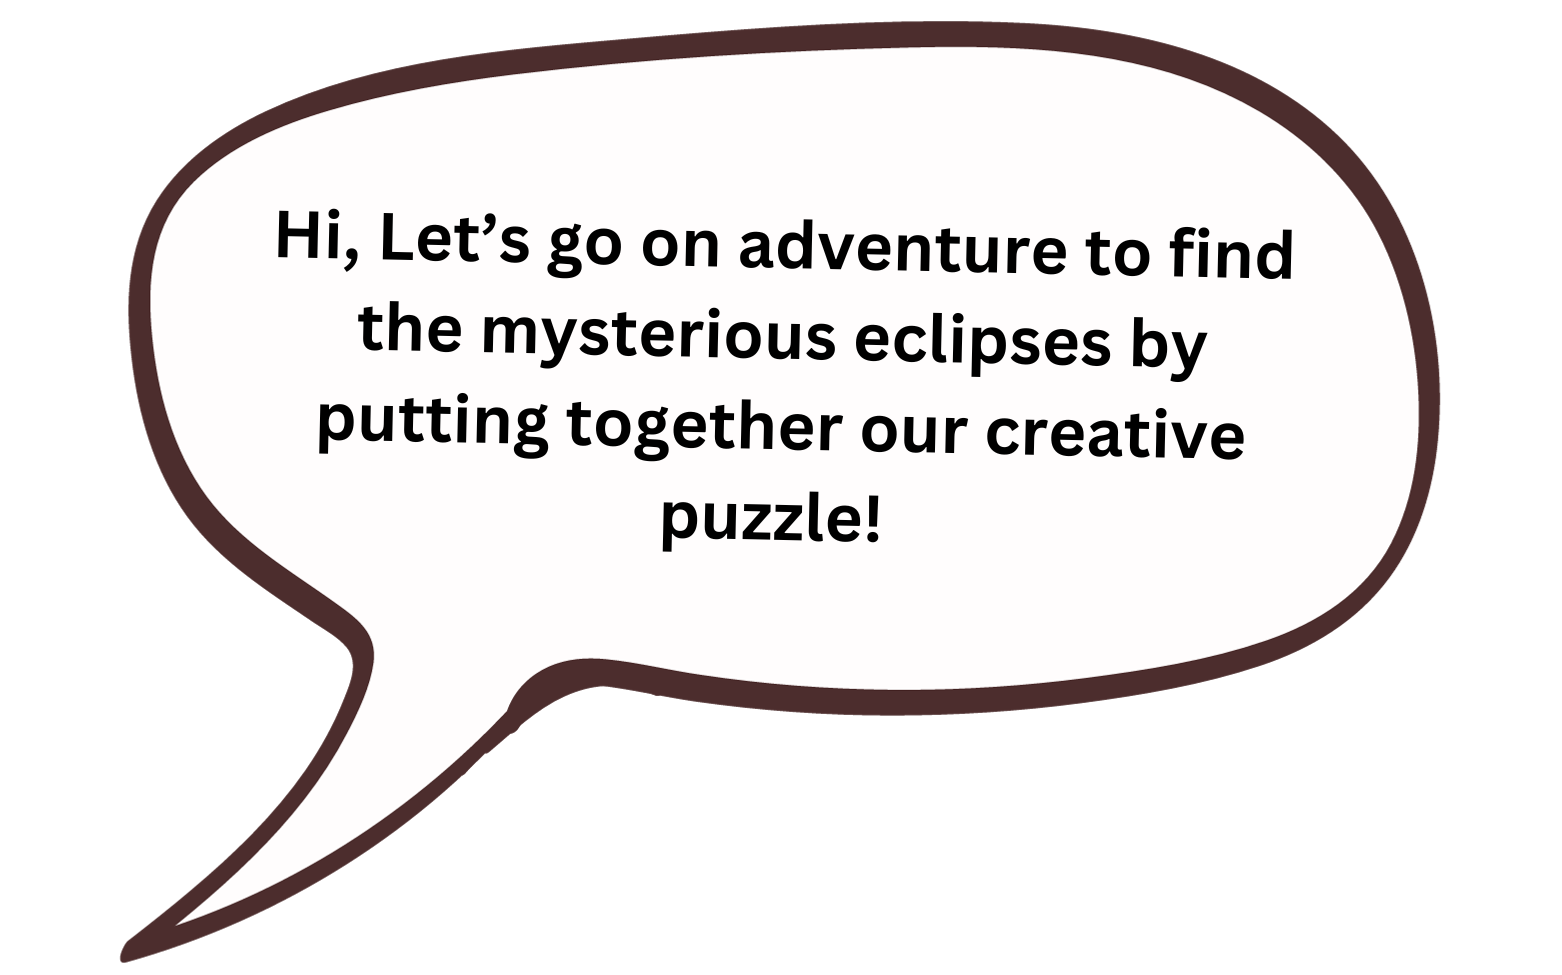 Hi, Let’s go on adventure to find
the mysterious eclipses by
putting together our creative
puzzle!